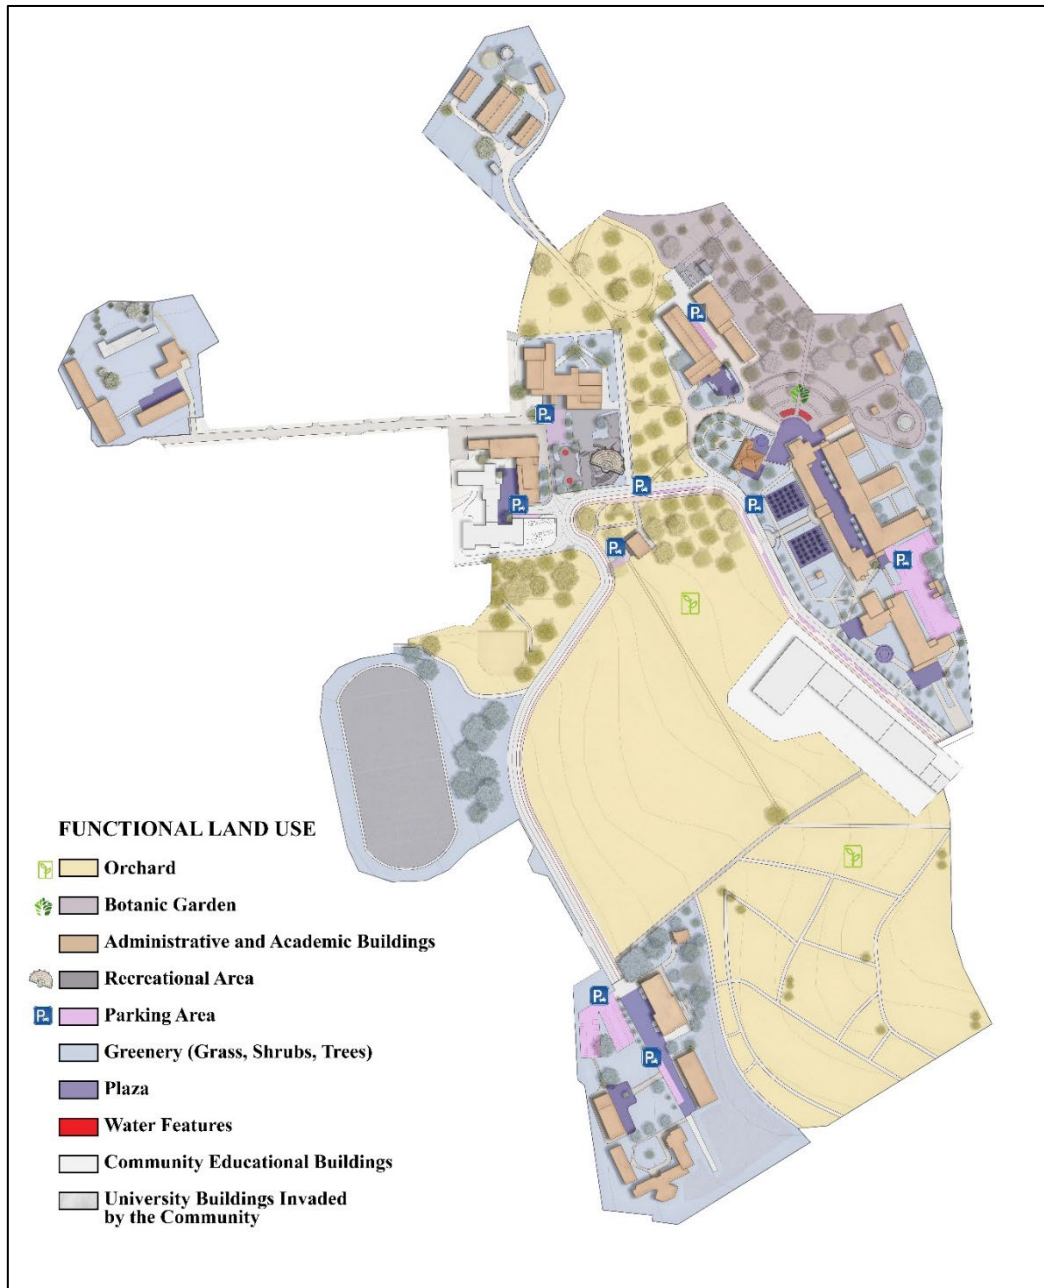 P
P
P
P
P
P
P
FUNCTIONAL LAND USE
Orchard
Botanic Garden
Administrative and Academic Buildings
Recreational Area
P
Parking Area
P
Greenery (Grass, Shrubs, Trees)
P
Plaza
Water Features
Community Educational Buildings
University Buildings Invaded
by the Community